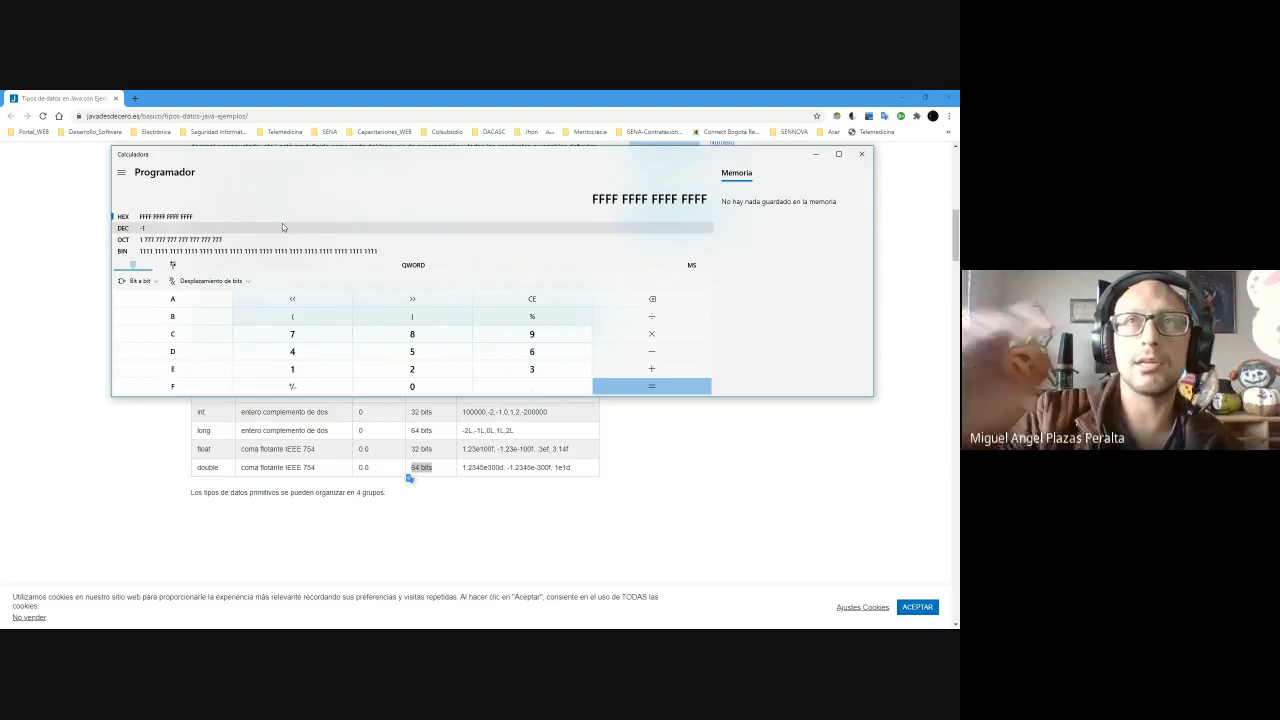 Tipos de datos en Java con Ejem
javadesdecero.es/basico/tipos-datos-java-ejemplos/
Portal_WEB Desarrollo_Software Electrónica Seguridad Informát... Telemedicina SENA Capacitaciones_WEB Colsubsidio DACASC Jhon Meritocracia SENA-Contratación... Connect Bogotá Re... SENNOVA Acer Telemedicina »
Número
Calculadora
Programador
Memoria
No hay nada guardado en la memoria
FFFF FFFF FFFF FFFF
HEX FFFF FFFF FFFF FFFF
DEC -1
OCT 1 777 777 777 777 777 777 777
BIN 1111 1111 1111 1111 1111 1111 1111 1111 1111 1111 1111 1111 1111 1111 1111 1111
QWORD MS
Bit a bit Desplazamiento de bits
A << >> CE
B ( ) % ÷
C 7 8 9 ×
D 4 5 6 −
E 1 2 3 +
F +/- 0 . =
int entero complemento de dos 0 32 bits 100000,-2,-1,0,1,2,-200000
long entero complemento de dos 0 64 bits -2L,-1L,0L,1L,2L
float coma flotante IEEE 754 0.0 32 bits 1.23e100f, -1.23e-100f, .3ef, 3.14f
double coma flotante IEEE 754 0.0 64 bits 1.2345e300d, -1.2345e-300f, 1e1d
Los tipos de datos primitivos se pueden organizar en 4 grupos:
Utilizamos cookies en nuestro sitio web para proporcionarle la experiencia más relevante recordando sus preferencias y visitas repetidas. Al hacer clic en "Aceptar", consiente en el uso de TODAS las
cookies.
No vender
Ajustes Cookies
ACEPTAR
Miguel Angel Plazas Peralta